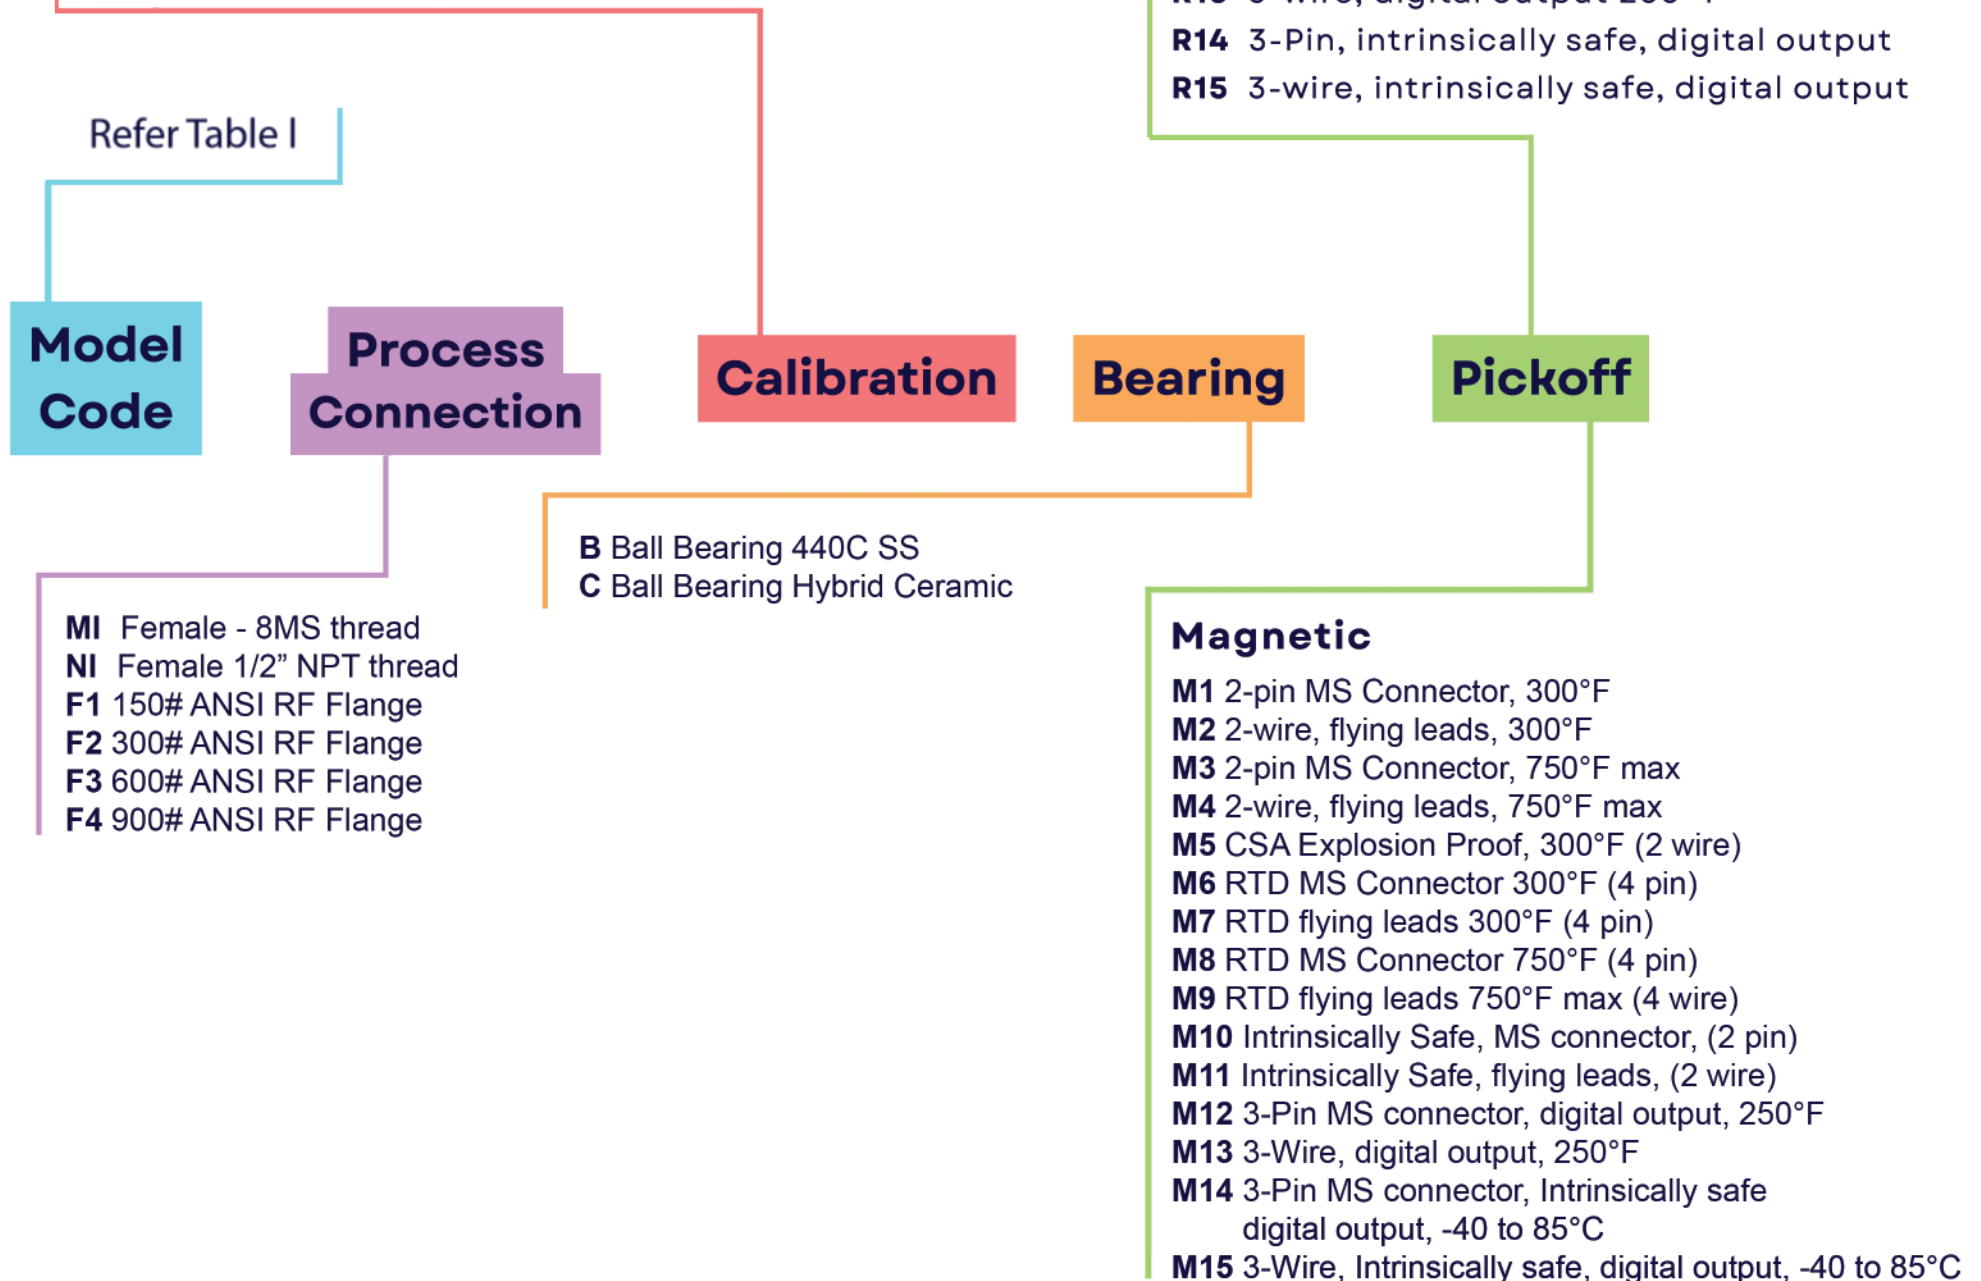 R14 3-Pin, intrinsically safe, digital output
R15 3-wire, intrinsically safe, digital output
Refer Table I
Model
Code
Process
Connection
Calibration
Bearing
Pickoff
B Ball Bearing 440C SS
C Ball Bearing Hybrid Ceramic
MI Female - 8MS thread
NI Female 1/2” NPT thread
F1 150# ANSI RF Flange
F2 300# ANSI RF Flange
F3 600# ANSI RF Flange
F4 900# ANSI RF Flange
Magnetic
M1 2-pin MS Connector, 300°F
M2 2-wire, flying leads, 300°F
M3 2-pin MS Connector, 750°F max
M4 2-wire, flying leads, 750°F max
M5 CSA Explosion Proof, 300°F (2 wire)
M6 RTD MS Connector 300°F (4 pin)
M7 RTD flying leads 300°F (4 pin)
M8 RTD MS Connector 750°F (4 pin)
M9 RTD flying leads 750°F max (4 wire)
M10 Intrinsically Safe, MS connector, (2 pin)
M11 Intrinsically Safe, flying leads, (2 wire)
M12 3-Pin MS connector, digital output, 250°F
M13 3-Wire, digital output, 250°F
M14 3-Pin MS connector, Intrinsically safe
digital output, -40 to 85°C
M15 3-Wire, Intrinsically safe, digital output, -40 to 85°C